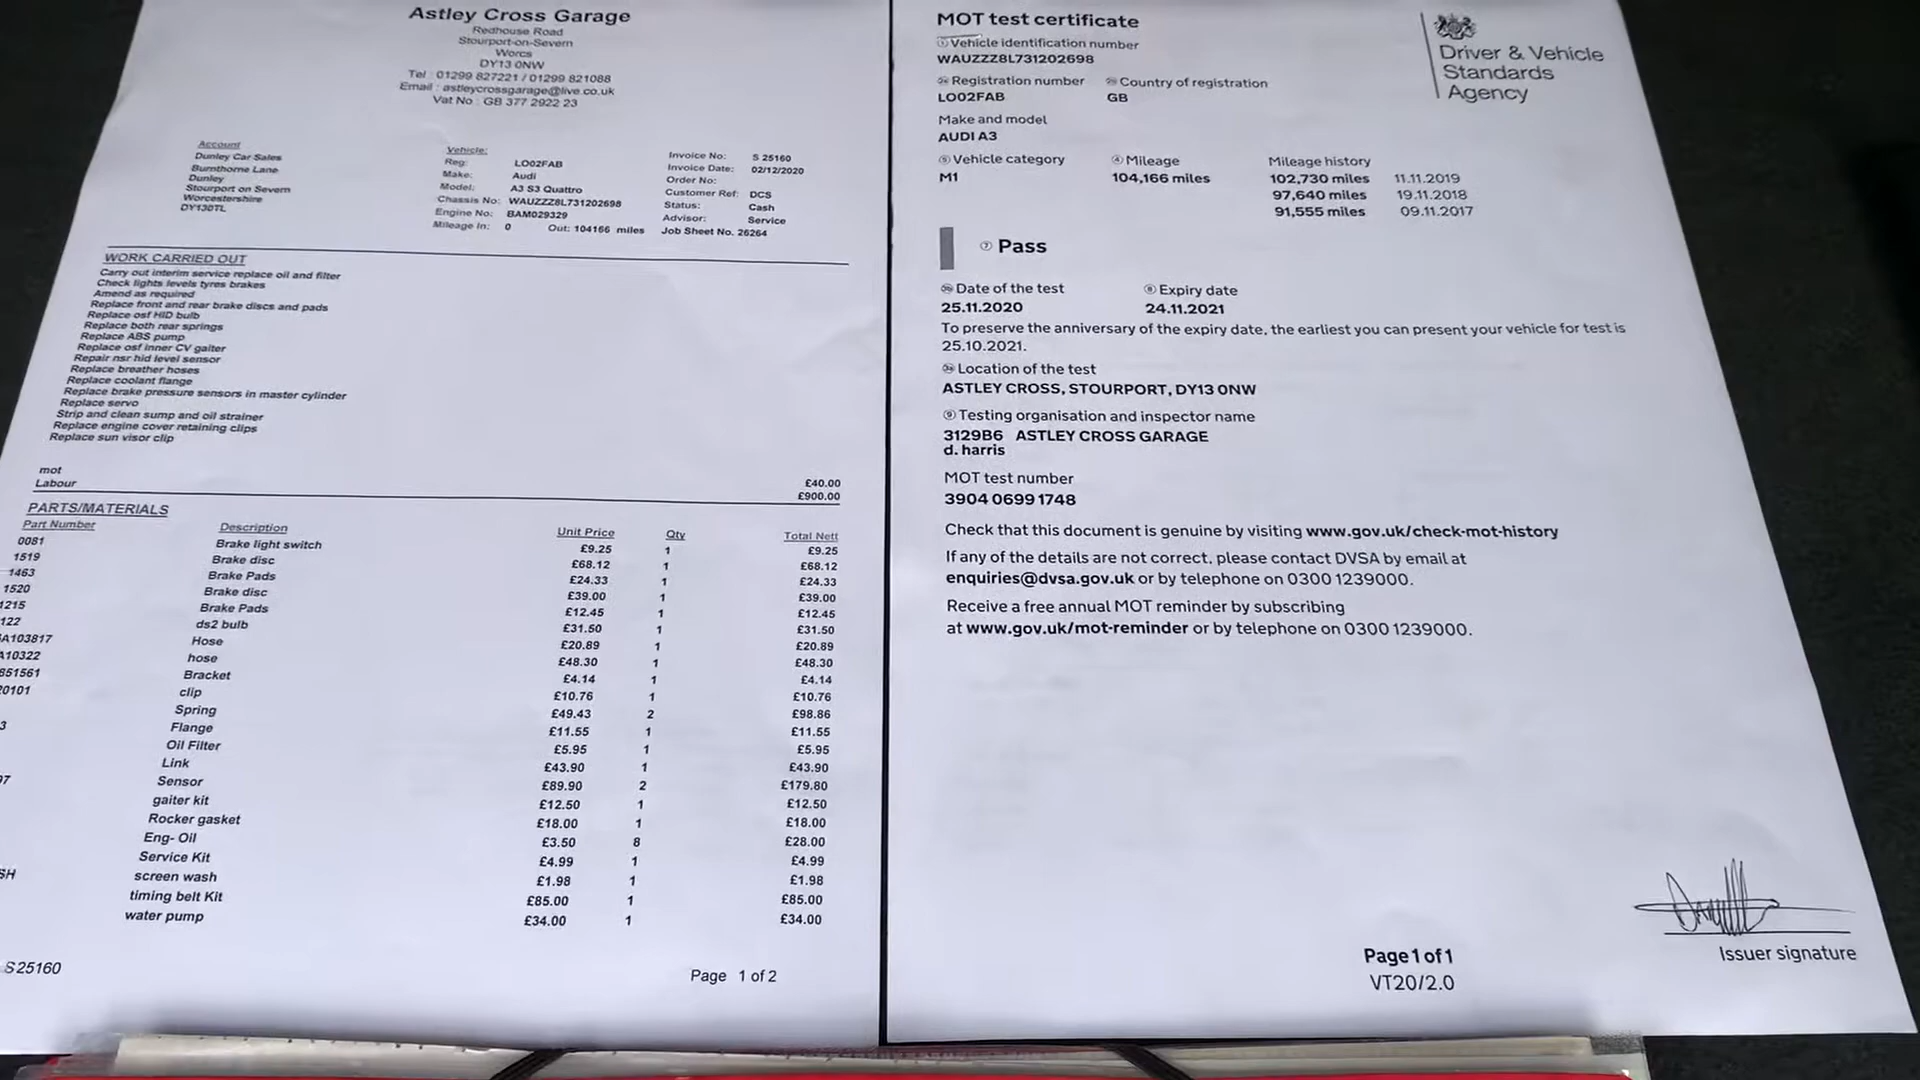 Astley Cross Garage
Redhouse Road
Stourport-on-Severn
Worcs
DY13 0NW
Tel : 01299 827221 / 01299 821088
Email : astleycrossgarage@live.co.uk
Vat No : GB 377 2922 23
Account
Dunley Car Sales
Burnthorne Lane
Dunley
Stourport on Severn
Worcestershire
DY130TL
Vehicle:
Reg: LO02FAB
Make: Audi
Model: A3 S3 Quattro
Chassis No: WAUZZZ8L731202698
Engine No: BAM029329
Mileage In: 0 Out: 104166 miles
Invoice No: S 25160
Invoice Date: 02/12/2020
Order No:
Customer Ref: DCS
Status: Cash
Advisor: Service
Job Sheet No. 26264
WORK CARRIED OUT
Carry out interim service replace oil and filter
Check lights levels tyres brakes
Amend as required
Replace front and rear brake discs and pads
Replace osf HID bulb
Replace both rear springs
Replace ABS pump
Replace osf inner CV gaiter
Repair nsr hid level sensor
Replace breather hoses
Replace coolant flange
Replace brake pressure sensors in master cylinder
Replace servo
Strip and clean sump and oil strainer
Replace engine cover retaining clips
Replace sun visor clip
mot £40.00
Labour £900.00
PARTS/MATERIALS
Part Number Description Unit Price Qty Total Nett
0081 Brake light switch £9.25 1 £9.25
1519 Brake disc £68.12 1 £68.12
1463 Brake Pads £24.33 1 £24.33
1520 Brake disc £39.00 1 £39.00
1215 Brake Pads £12.45 1 £12.45
122 ds2 bulb £31.50 1 £31.50
A103817 Hose £20.89 1 £20.89
A10322 hose £48.30 1 £48.30
851561 Bracket £4.14 1 £4.14
0101 clip £10.76 1 £10.76
Spring £49.43 2 £98.86
3 Flange £11.55 1 £11.55
Oil Filter £5.95 1 £5.95
Link £43.90 1 £43.90
97 Sensor £89.90 2 £179.80
gaiter kit £12.50 1 £12.50
Rocker gasket £18.00 1 £18.00
Eng- Oil £3.50 8 £28.00
Service Kit £4.99 1 £4.99
SH screen wash £1.98 1 £1.98
timing belt Kit £85.00 1 £85.00
water pump £34.00 1 £34.00
S25160
Page 1 of 2
MOT test certificate
① Vehicle identification number
WAUZZZ8L731202698
Registration number Country of registration
LO02FAB GB
Make and model
AUDI A3
⑤ Vehicle category ④ Mileage Mileage history
M1 104,166 miles 102,730 miles 11.11.2019
97,640 miles 19.11.2018
91,555 miles 09.11.2017
⑦ Pass
Date of the test ⑧ Expiry date
25.11.2020 24.11.2021
To preserve the anniversary of the expiry date, the earliest you can present your vehicle for test is
25.10.2021.
Location of the test
ASTLEY CROSS, STOURPORT, DY13 0NW
⑨ Testing organisation and inspector name
3129B6 ASTLEY CROSS GARAGE
d. harris
MOT test number
3904 0699 1748
Check that this document is genuine by visiting www.gov.uk/check-mot-history
If any of the details are not correct, please contact DVSA by email at
enquiries@dvsa.gov.uk or by telephone on 0300 1239000.
Receive a free annual MOT reminder by subscribing
at www.gov.uk/mot-reminder or by telephone on 0300 1239000.
Driver & Vehicle
Standards
Agency
Issuer signature
Page 1 of 1
VT20/2.0